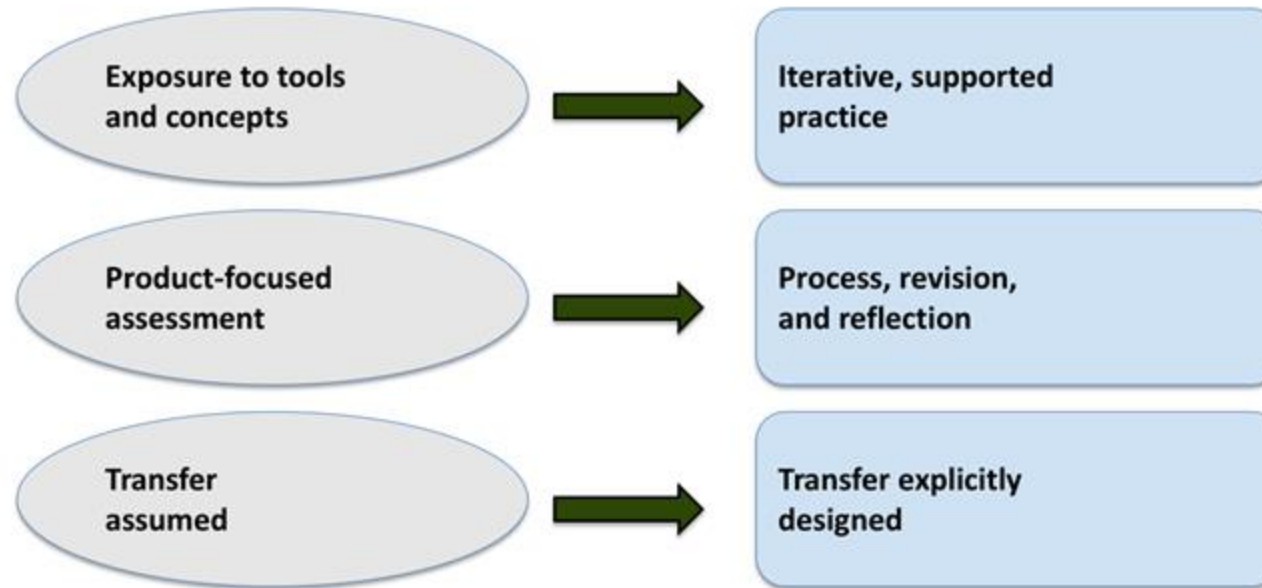 Exposure to tools
and concepts
Iterative, supported
practice
Product-focused
assessment
Process, revision,
and reflection
Transfer
assumed
Transfer explicitly
designed